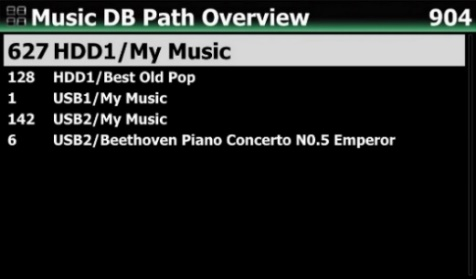 Music DB Path Overview 904
627 HDD1/My Music
128 HDD1/Best Old Pop
1 USB1/My Music
142 USB2/My Music
6 USB2/Beethoven Piano Concerto N0.5 Emperor